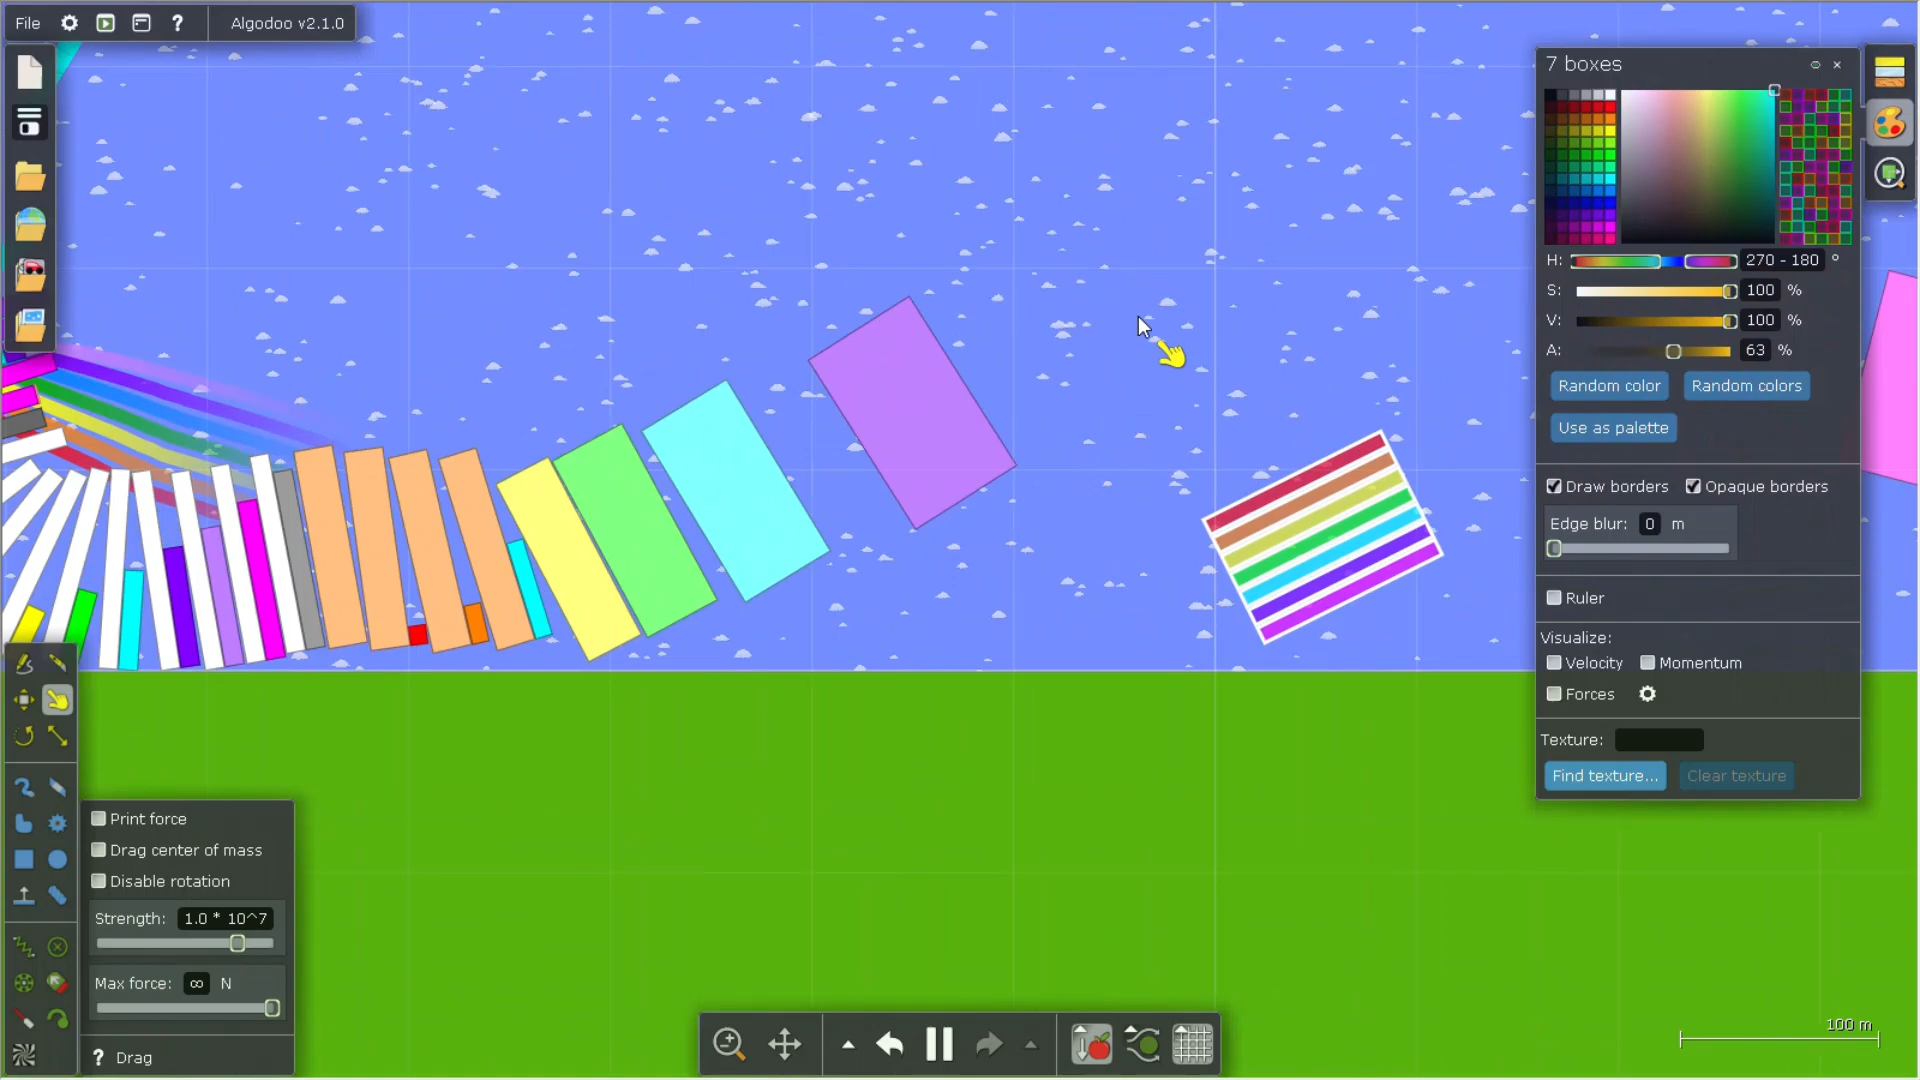 File ? Algodoo v2.1.0
7 boxes
H: 270 - 180 °
S: 100 %
V: 100 %
A: 63 %
Random color Random colors
Use as palette
Draw borders Opaque borders
Edge blur: 0 m
Ruler
Visualize:
Velocity Momentum
Forces
Texture:
Find texture... Clear texture
Print force
Drag center of mass
Disable rotation
Strength: 1.0 * 10^7
Max force: ∞ N
? Drag
100 m